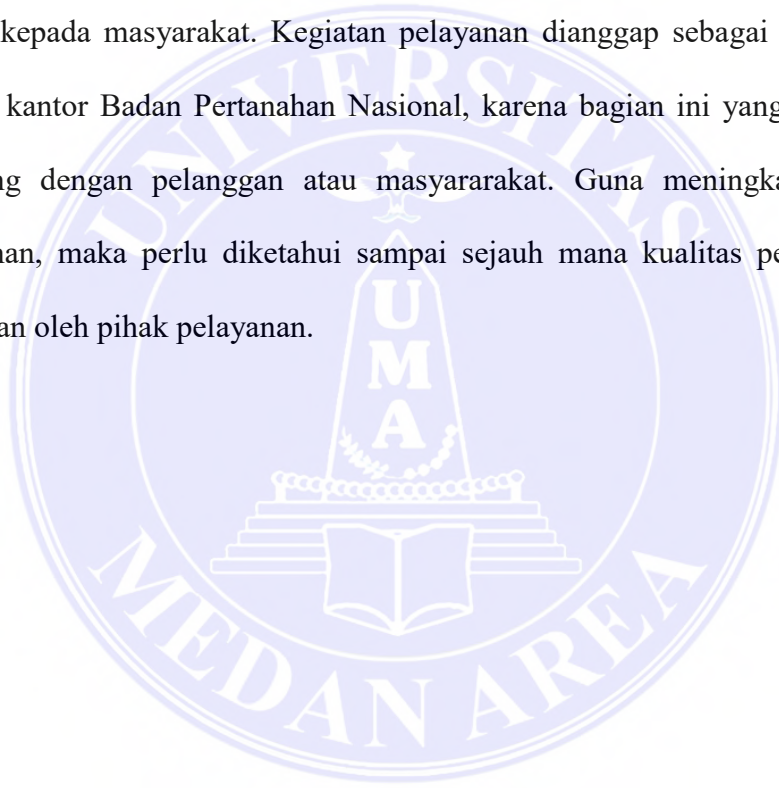 kepada masyarakat. Kegiatan pelayanan dianggap sebagai
kantor Badan Pertanahan Nasional, karena bagian ini yang
ng dengan pelanggan atau masyararakat. Guna meningka
nan, maka perlu diketahui sampai sejauh mana kualitas pe
an oleh pihak pelayanan.
UNIVERSITAS
UMA
MEDAN AREA